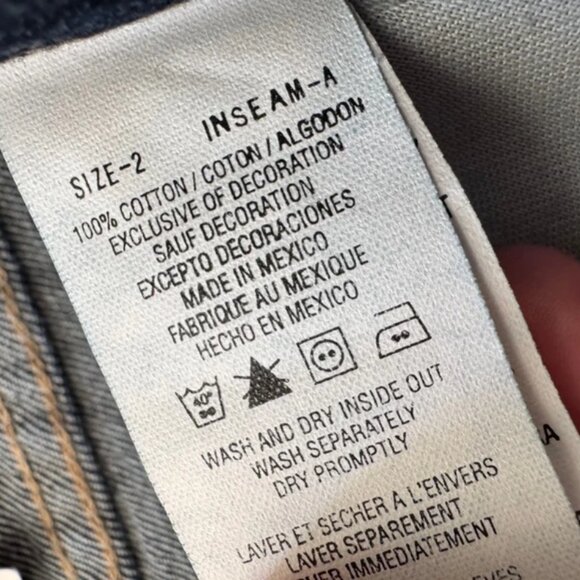 SIZE-2 INSEAM-A
100% COTTON / COTON / ALGODON
EXCLUSIVE OF DECORATION
SAUF DECORATION
EXCEPTO DECORACIONES
MADE IN MEXICO
FABRIQUE AU MEXIQUE
HECHO EN MEXICO
40°
WASH AND DRY INSIDE OUT
WASH SEPARATELY
DRY PROMPTLY
LAVER ET SECHER A L'ENVERS
LAVER SEPAREMENT
IMMEDIATEMENT